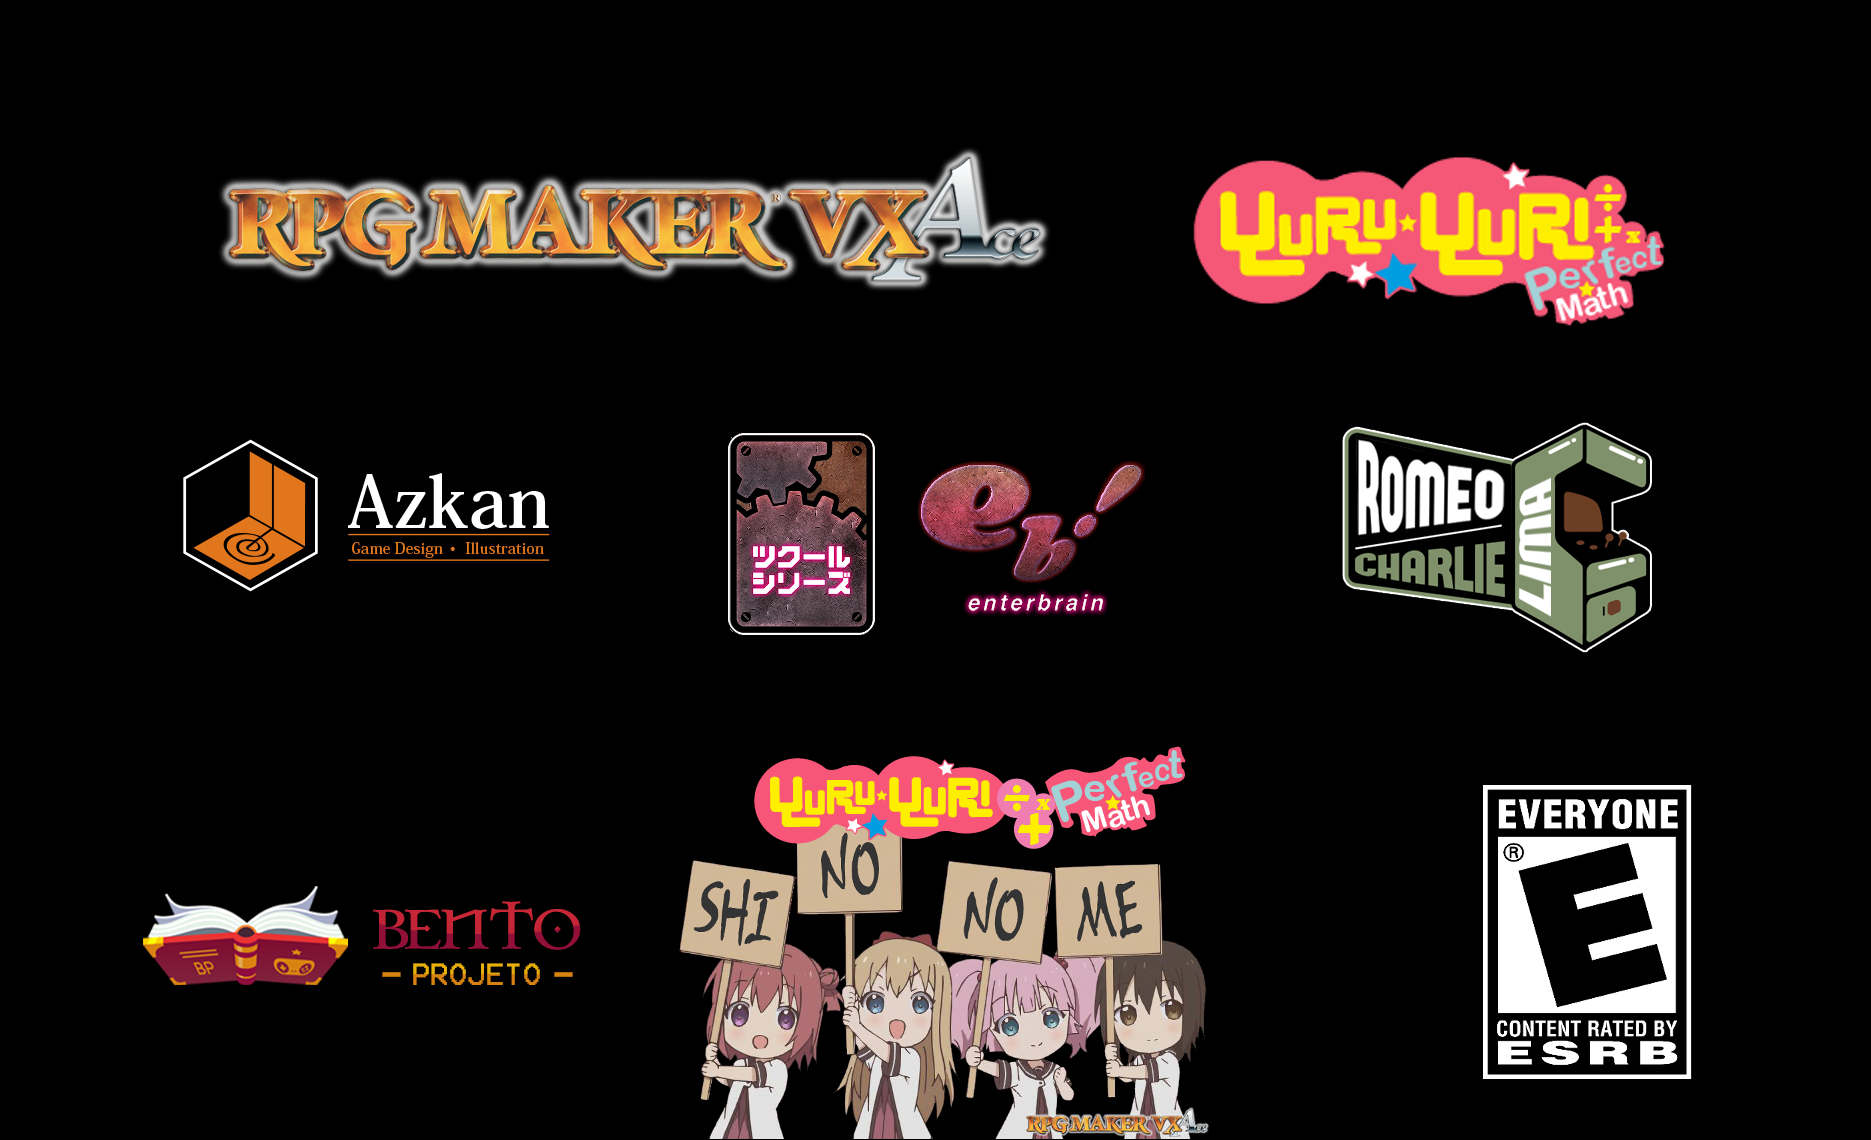 RPG MAKER® VX Ace
YURU★YURI ÷ + x
Perfect
Math
Azkan
Game Design • Illustration
ツクール
シリーズ
eb!
enterbrain
ROMEO
CHARLIE
LIMA
BP
BENTO
- PROJETO -
YURU★YURI ÷ x +
Perfect
Math
SHI
NO
NO
ME
RPG MAKER VX Ace
EVERYONE
®
E
CONTENT RATED BY
ESRB